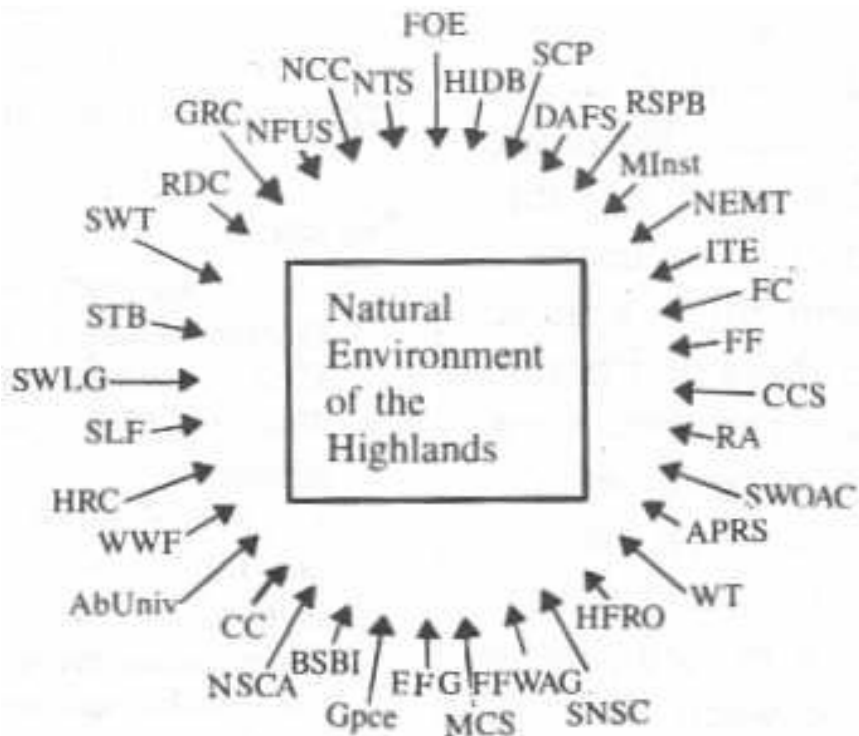 FOE
SCP
HIDB
NCC
NTS
DAFS
RSPB
GRC
NFUS
MInst
RDC
NEMT
SWT
ITE
FC
STB
FF
SWLG
CCS
SLF
RA
HRC
SWOAC
WWF
APRS
AbUniv
WT
CC
HFRO
NSCA
BSBI
Gpce
EFG
MCS
FFWAG
SNSC
Natural
Environment
of the
Highlands